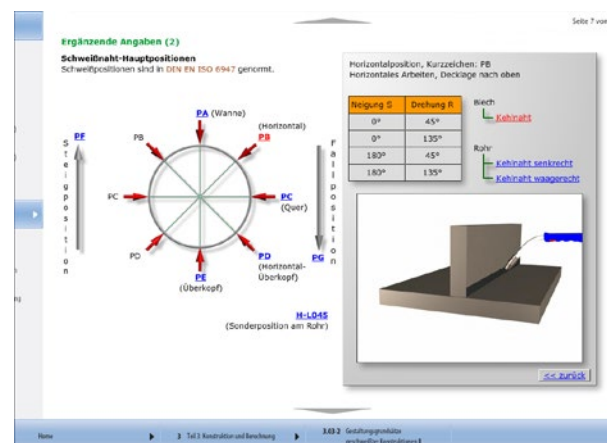 Seite 7 von
Ergänzende Angaben (2)
Schweißnaht-Hauptpositionen
Schweißpositionen sind in DIN EN ISO 6947 genormt.
PA (Wanne)
(Horizontal)
PB
PB
PF
Steigposition
PC
PC
(Quer)
Fallposition
PD
PD
(Horizontal-
Überkopf)
PG
PE
(Überkopf)
H-L045
(Sonderposition am Rohr)
Horizontalposition, Kurzzeichen: PB
Horizontales Arbeiten, Decklage nach oben
Neigung S Drehung R
0° 45°
0° 135°
180° 45°
180° 135°
Blech
Kehlnaht
Rohr
Kehlnaht senkrecht
Kehlnaht waagerecht
<< zurück
Home
3 Teil 3: Konstruktion und Berechnung
3.03-2 Gestaltungsgrundsätze
geschweißter Konstruktionen